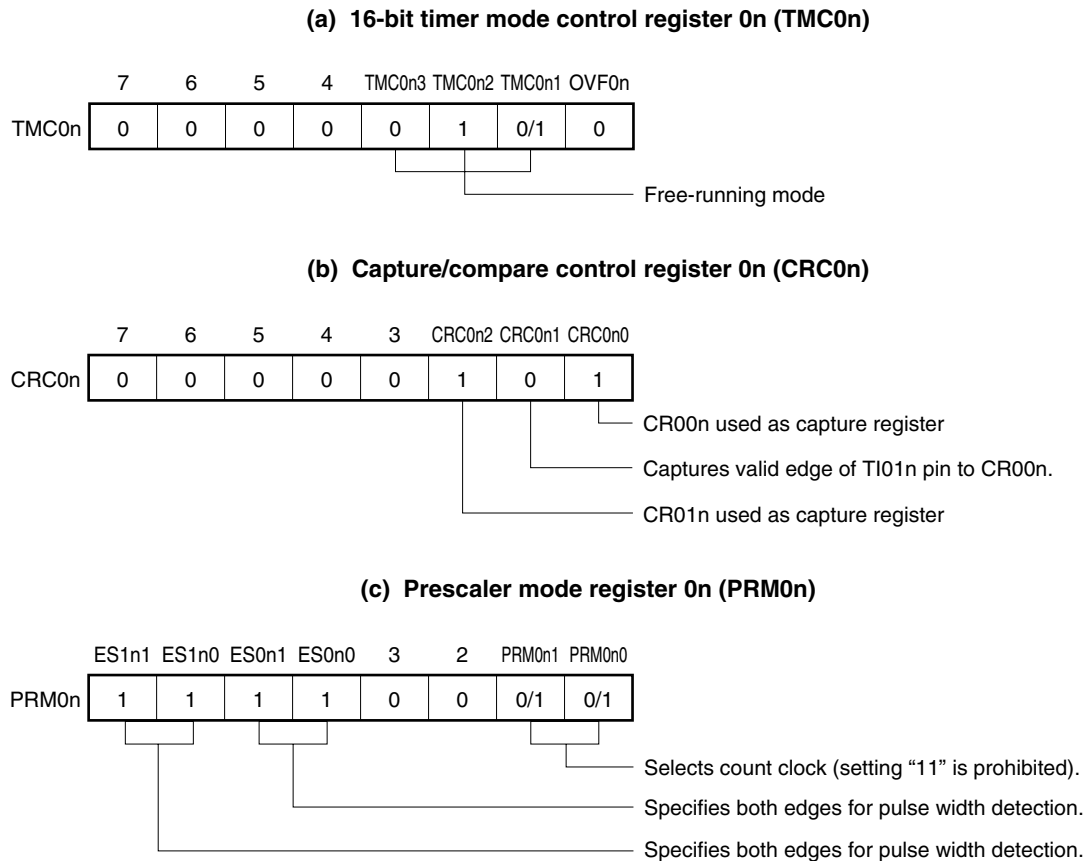 (a) 16-bit timer mode control register 0n (TMC0n)
7 6 5 4 TMC0n3 TMC0n2 TMC0n1 OVF0n
TMC0n 0 0 0 0 0 1 0/1 0
Free-running mode
(b) Capture/compare control register 0n (CRC0n)
7 6 5 4 3 CRC0n2 CRC0n1 CRC0n0
CRC0n 0 0 0 0 0 1 0 1
CR00n used as capture register
Captures valid edge of TI01n pin to CR00n.
CR01n used as capture register
(c) Prescaler mode register 0n (PRM0n)
ES1n1 ES1n0 ES0n1 ES0n0 3 2 PRM0n1 PRM0n0
PRM0n 1 1 1 1 0 0 0/1 0/1
Selects count clock (setting “11” is prohibited).
Specifies both edges for pulse width detection.
Specifies both edges for pulse width detection.